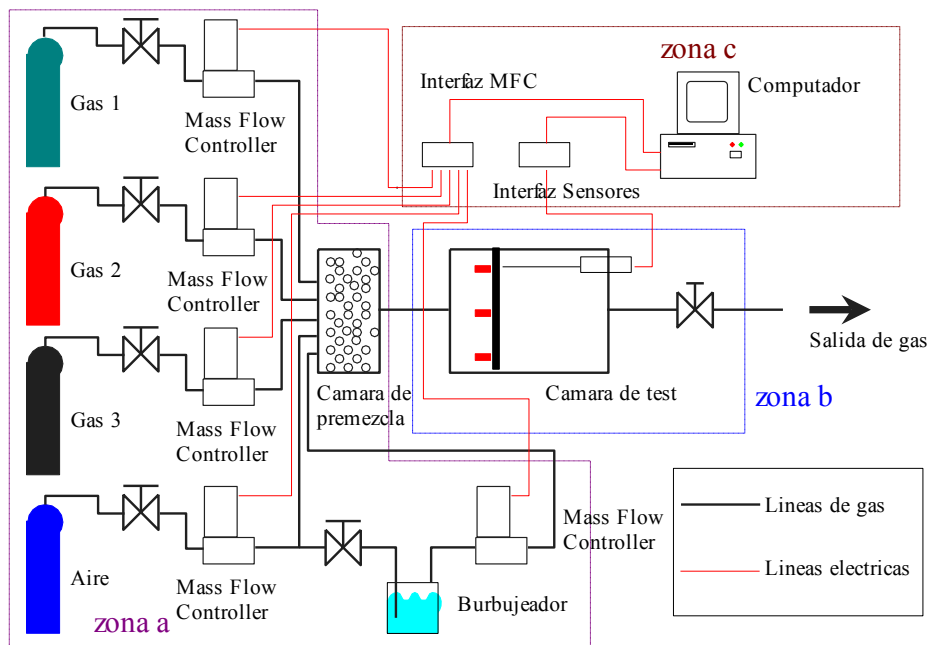 zona c
Interfaz MFC
Computador
Gas 1
Mass Flow
Controller
Interfaz Sensores
Gas 2
Mass Flow
Controller
Salida de gas
Camara de
premezcla
Camara de test
zona b
Gas 3
Mass Flow
Controller
Lineas de gas
Mass Flow
Controller
Lineas electricas
Aire
Mass Flow
Controller
Burbujeador
zona a